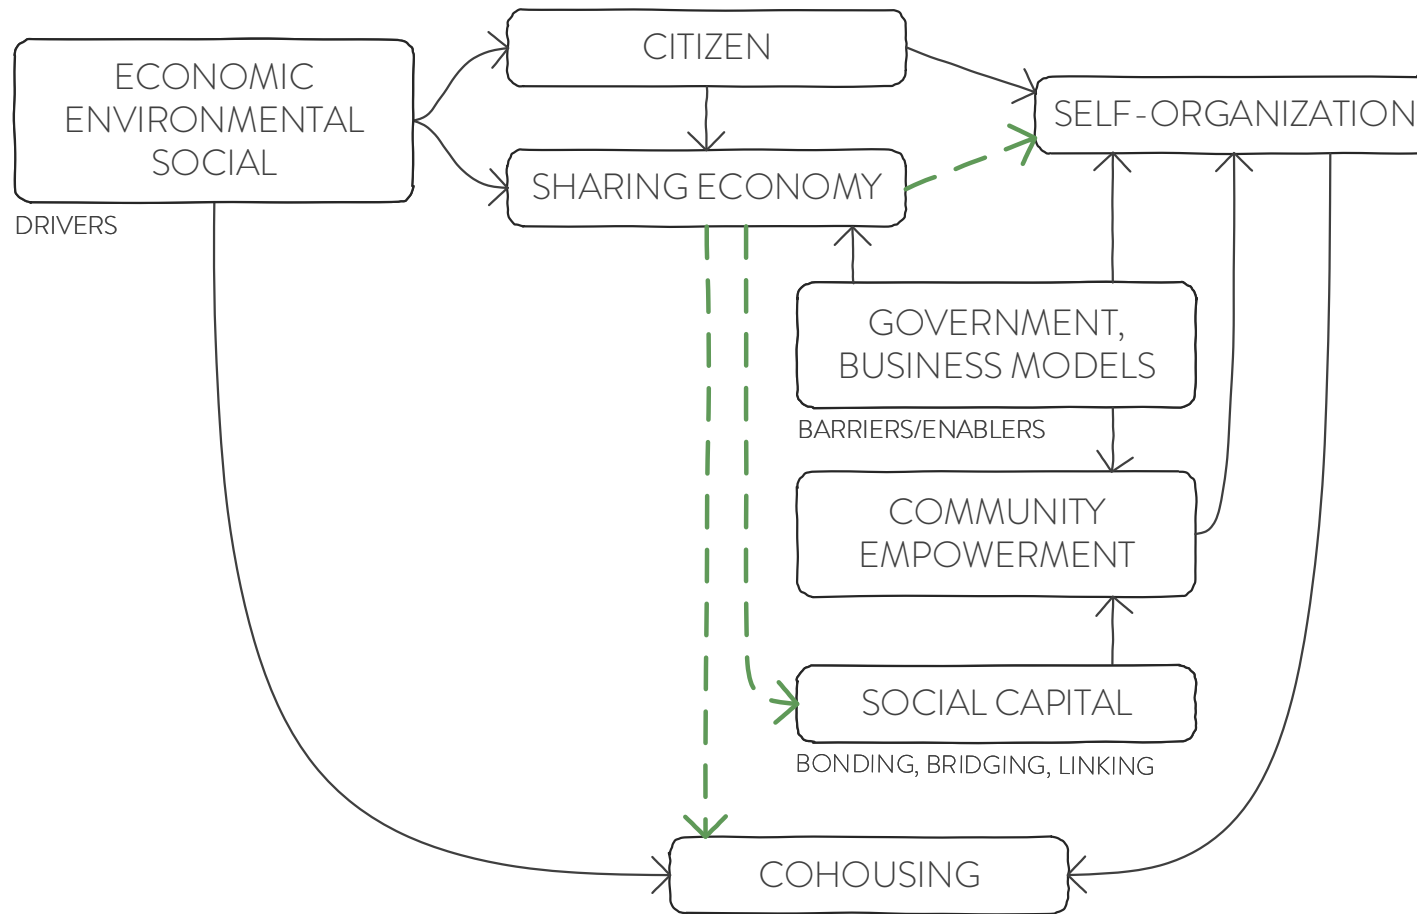 ECONOMIC
ENVIRONMENTAL
SOCIAL
DRIVERS
CITIZEN
SHARING ECONOMY
SELF-ORGANIZATION
GOVERNMENT,
BUSINESS MODELS
BARRIERS/ENABLERS
COMMUNITY
EMPOWERMENT
SOCIAL CAPITAL
BONDING, BRIDGING, LINKING
COHOUSING